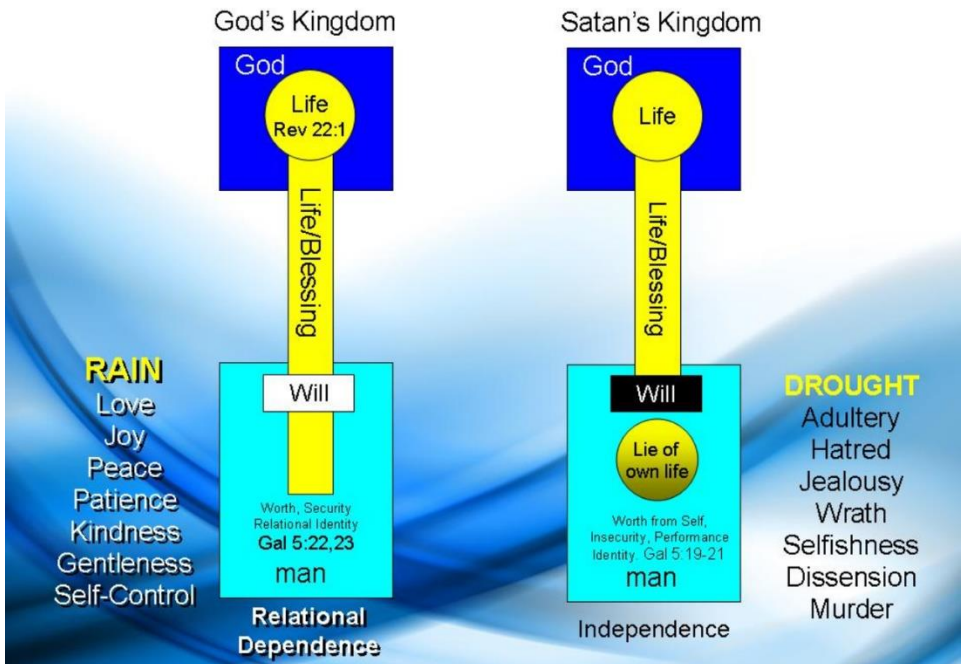 God's Kingdom
God
Life
Rev 22:1
Life/Blessing
Will
Worth, Security
Relational Identity
Gal 5:22,23
man
Relational
Dependence
RAIN
Love
Joy
Peace
Patience
Kindness
Gentleness
Self-Control
Satan's Kingdom
God
Life
Life/Blessing
Will
Lie of
own life
Worth from Self,
Insecurity, Performance
Identity. Gal 5:19-21
man
Independence
DROUGHT
Adultery
Hatred
Jealousy
Wrath
Selfishness
Dissension
Murder